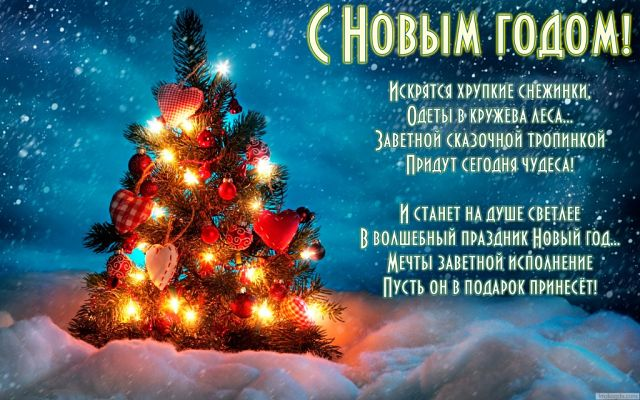 С Новым годом!
Искрятся хрупкие снежинки,
Одеты в кружева леса...
Заветной сказочной тропинкой
Придут сегодня чудеса!
И станет на душе светлее
В волшебный праздник Новый год...
Мечты заветной исполнение
Пусть он в подарок принесёт!